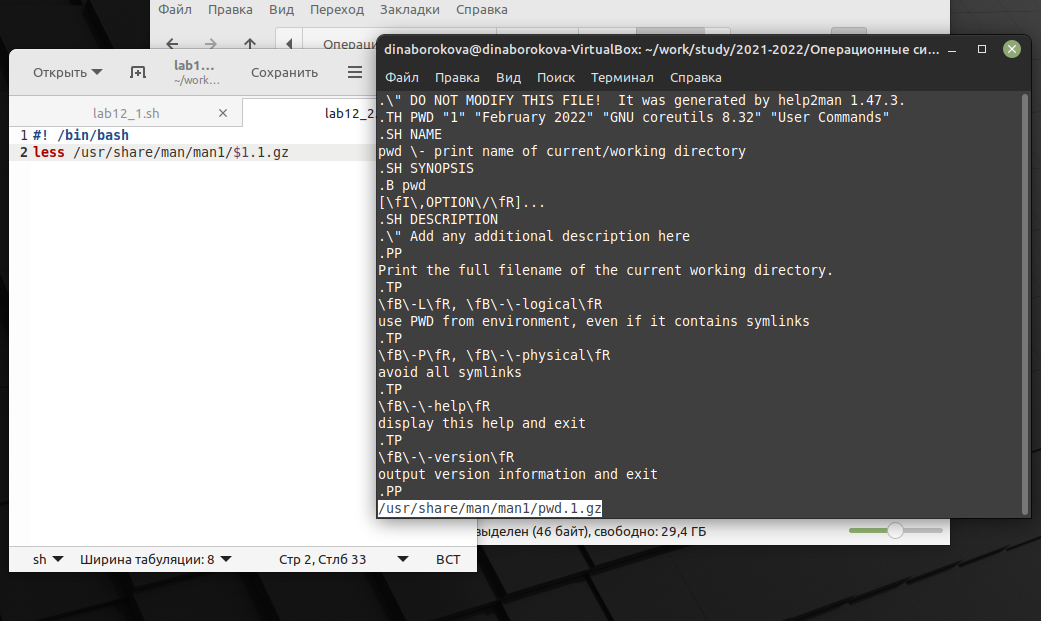 Файл Правка Вид Переход Закладки Справка
Операци
Открыть
lab1...
~/work...
Сохранить
lab12_1.sh
lab12_2
1 #! /bin/bash
2 less /usr/share/man/man1/$1.1.gz
sh Ширина табуляции: 8 Стр 2, Стлб 33 ВСТ
dinaborokova@dinaborokova-VirtualBox: ~/work/study/2021-2022/Операционные си...
Файл Правка Вид Поиск Терминал Справка
.\" DO NOT MODIFY THIS FILE!  It was generated by help2man 1.47.3.
.TH PWD "1" "February 2022" "GNU coreutils 8.32" "User Commands"
.SH NAME
pwd \- print name of current/working directory
.SH SYNOPSIS
.B pwd
[\fI\,OPTION\/\fR]...
.SH DESCRIPTION
.\" Add any additional description here
.PP
Print the full filename of the current working directory.
.TP
\fB\-L\fR, \fB\-\-logical\fR
use PWD from environment, even if it contains symlinks
.TP
\fB\-P\fR, \fB\-\-physical\fR
avoid all symlinks
.TP
\fB\-\-help\fR
display this help and exit
.TP
\fB\-\-version\fR
output version information and exit
.PP
/usr/share/man/man1/pwd.1.gz
выделен (46 байт), свободно: 29,4 ГБ